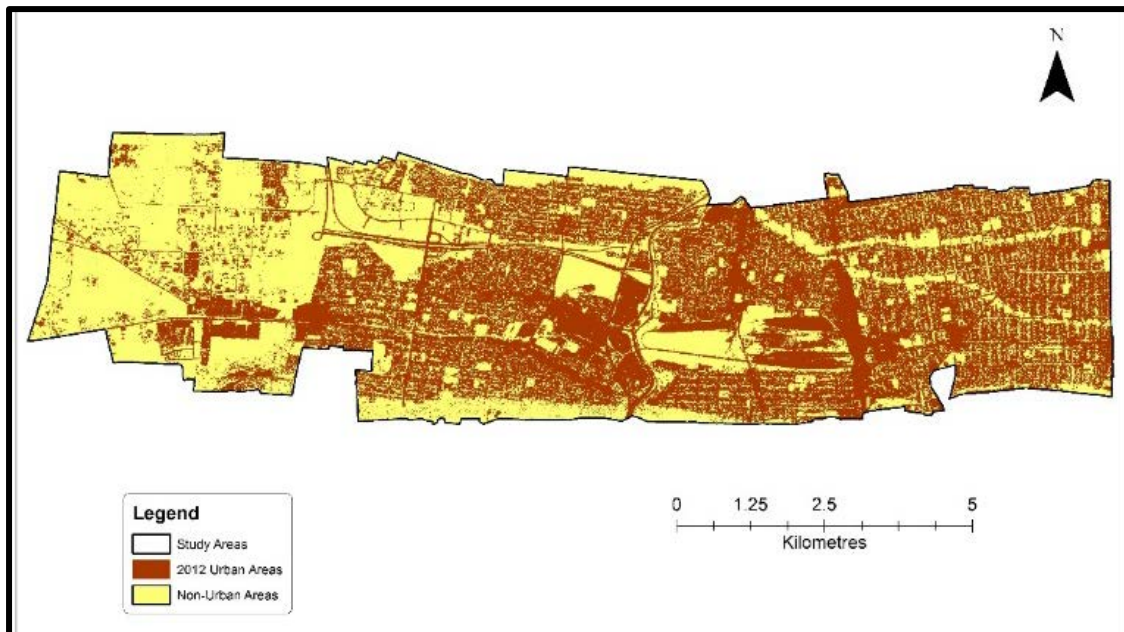 N
Legend
Study Areas
2012 Urban Areas
Non-Urban Areas
0 1.25 2.5 5
Kilometres